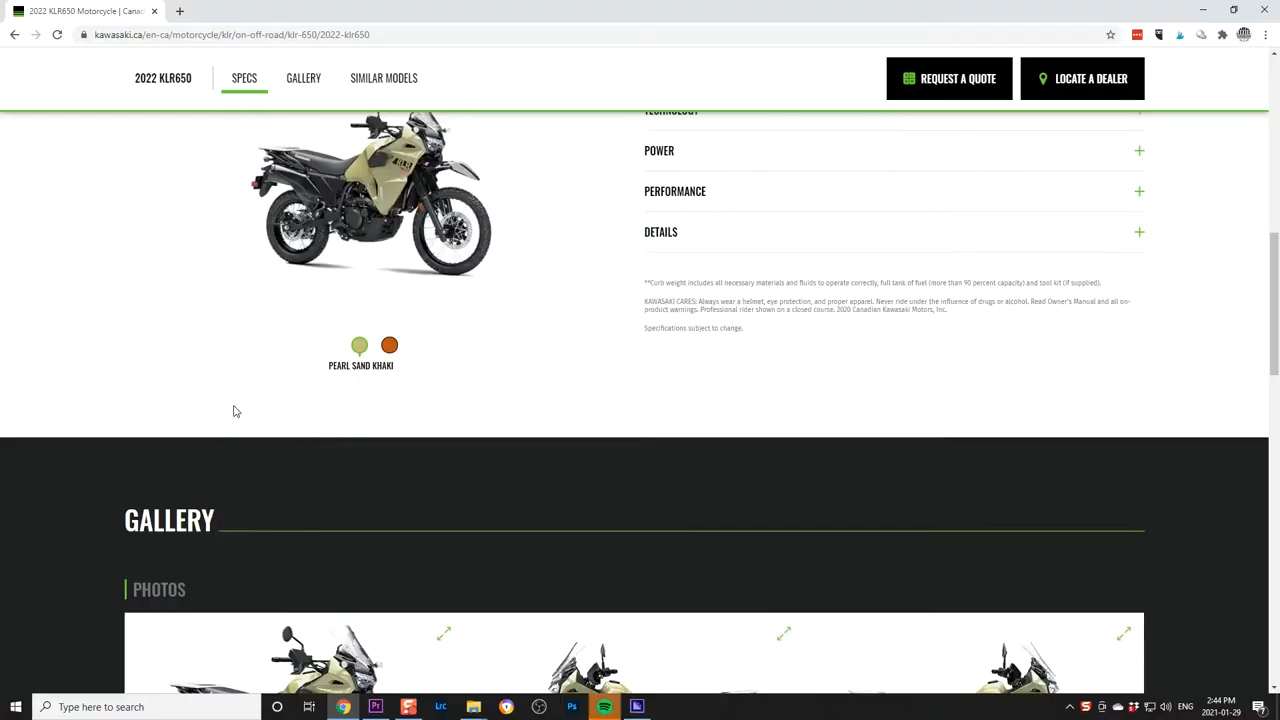 2022 KLR650 Motorcycle | Canad
kawasaki.ca/en-ca/motorcycle/klr/on-off-road/klr-650/2022-klr650
2022 KLR650
SPECS
GALLERY
SIMILAR MODELS
REQUEST A QUOTE
LOCATE A DEALER
TECHNOLOGY
POWER
PERFORMANCE
DETAILS
**Curb weight includes all necessary materials and fluids to operate correctly, full tank of fuel (more than 90 percent capacity) and tool kit (if supplied).
KAWASAKI CARES: Always wear a helmet, eye protection, and proper apparel. Never ride under the influence of drugs or alcohol. Read Owner's Manual and all on-
product warnings. Professional rider shown on a closed course. 2020 Canadian Kawasaki Motors, Inc.
Specifications subject to change.
KLR
PEARL SAND KHAKI
GALLERY
PHOTOS
Type here to search
Pr
Lrc
Ps
ENG
2:44 PM
2021-01-29